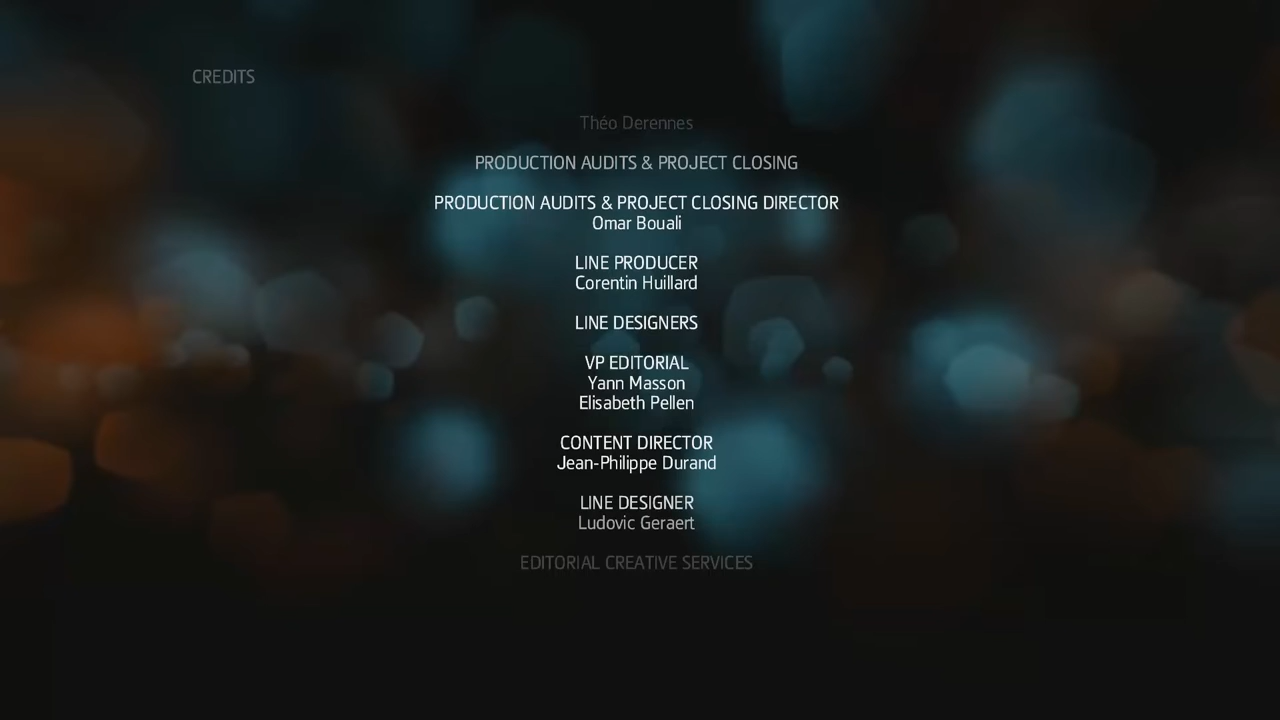 CREDITS
Théo Derennes
PRODUCTION AUDITS & PROJECT CLOSING
PRODUCTION AUDITS & PROJECT CLOSING DIRECTOR
Omar Bouali
LINE PRODUCER
Corentin Huillard
LINE DESIGNERS
VP EDITORIAL
Yann Masson
Elisabeth Pellen
CONTENT DIRECTOR
Jean-Philippe Durand
LINE DESIGNER
Ludovic Geraert
EDITORIAL CREATIVE SERVICES